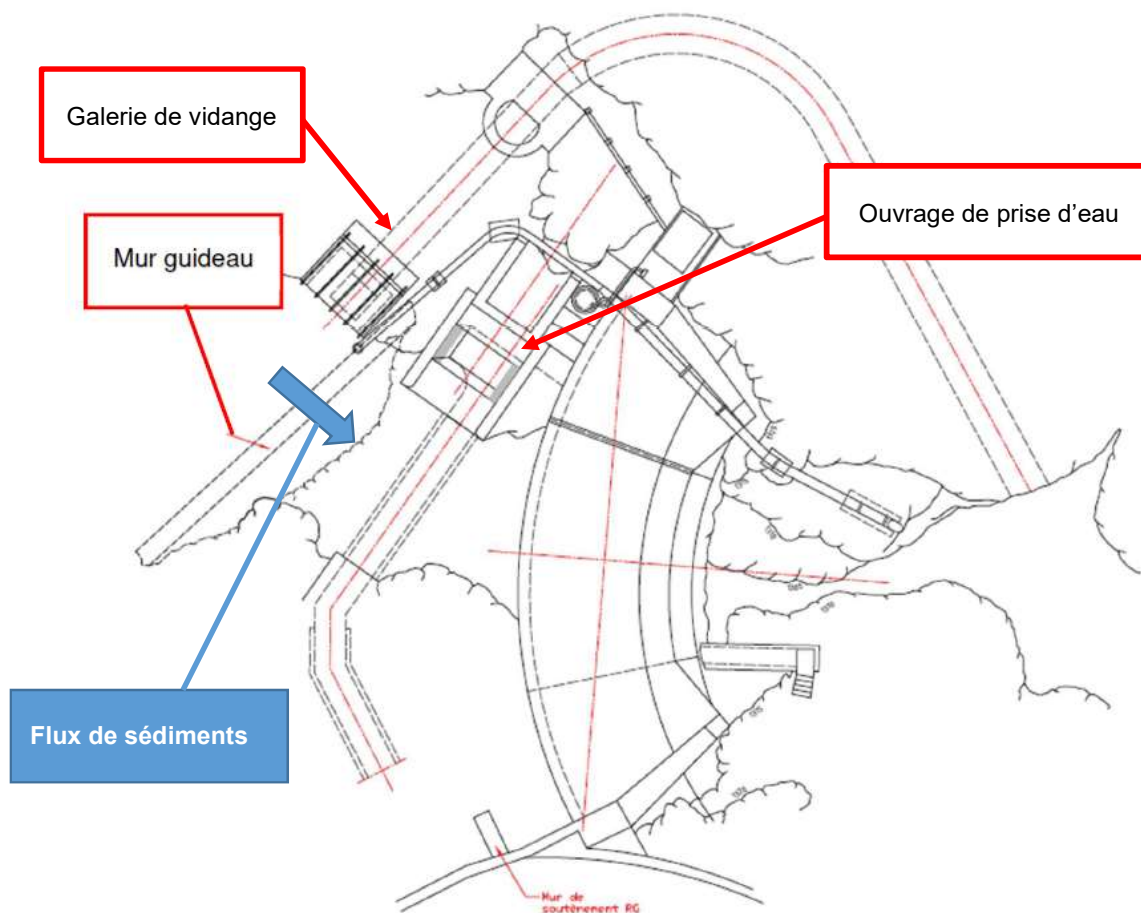 Galerie de vidange
Ouvrage de prise d'eau
Mur guideau
Flux de sédiments
Mur de
soutènement RG